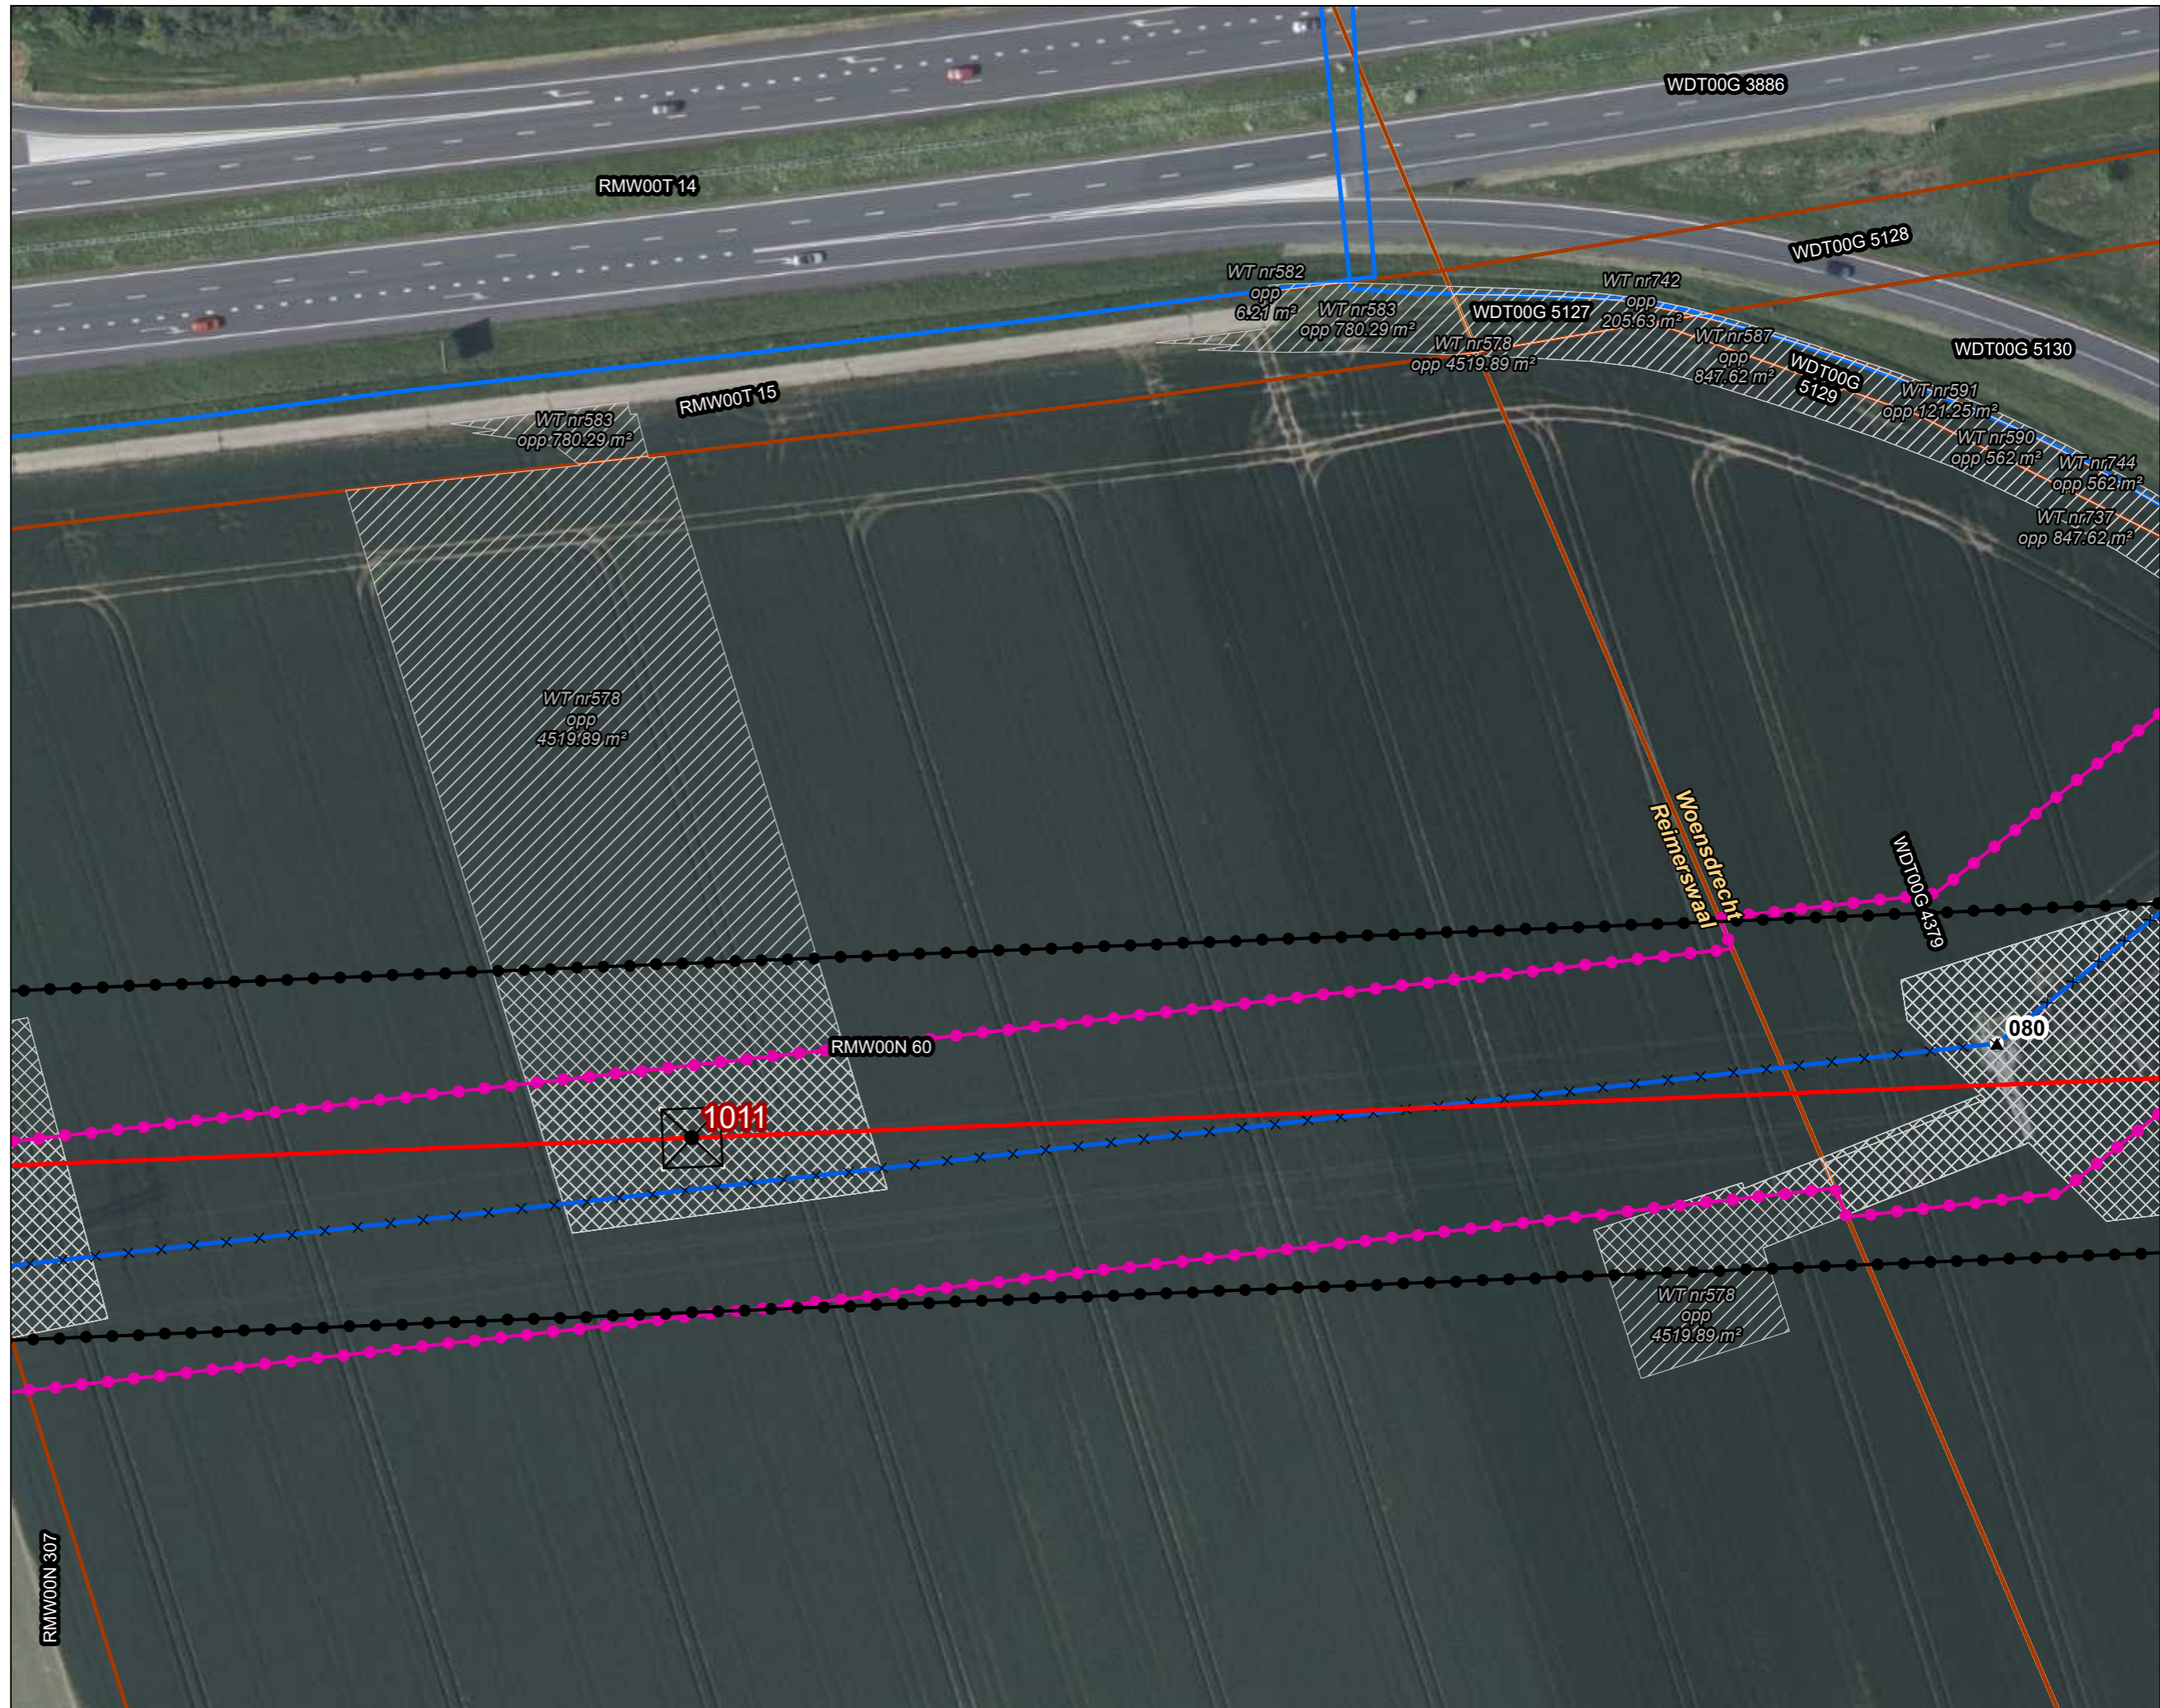 WDT00G 3886
RMW00T 14
WDT00G 5128
WT nr582
opp
6.21 m²
WT nr583
opp 780.29 m²
WT nr742
opp
205.63 m²
WDT00G 5127
WT nr578
opp 4519.89 m²
WT nr587
opp
847.62 m²
WDT00G 5130
WDT00G
5129
WT nr591
opp 121.25 m²
WT nr590
opp 562 m²
WT nr744
opp 562 m²
WT nr737
opp 847.62 m²
RMW00T 15
WT nr583
opp 780.29 m²
WT nr578
opp
4519.89 m²
Woensdrecht
Reimerswaal
WDT00G 4379
080
RMW00N 60
1011
WT nr578
opp
4519.89 m²
RMW00N 307